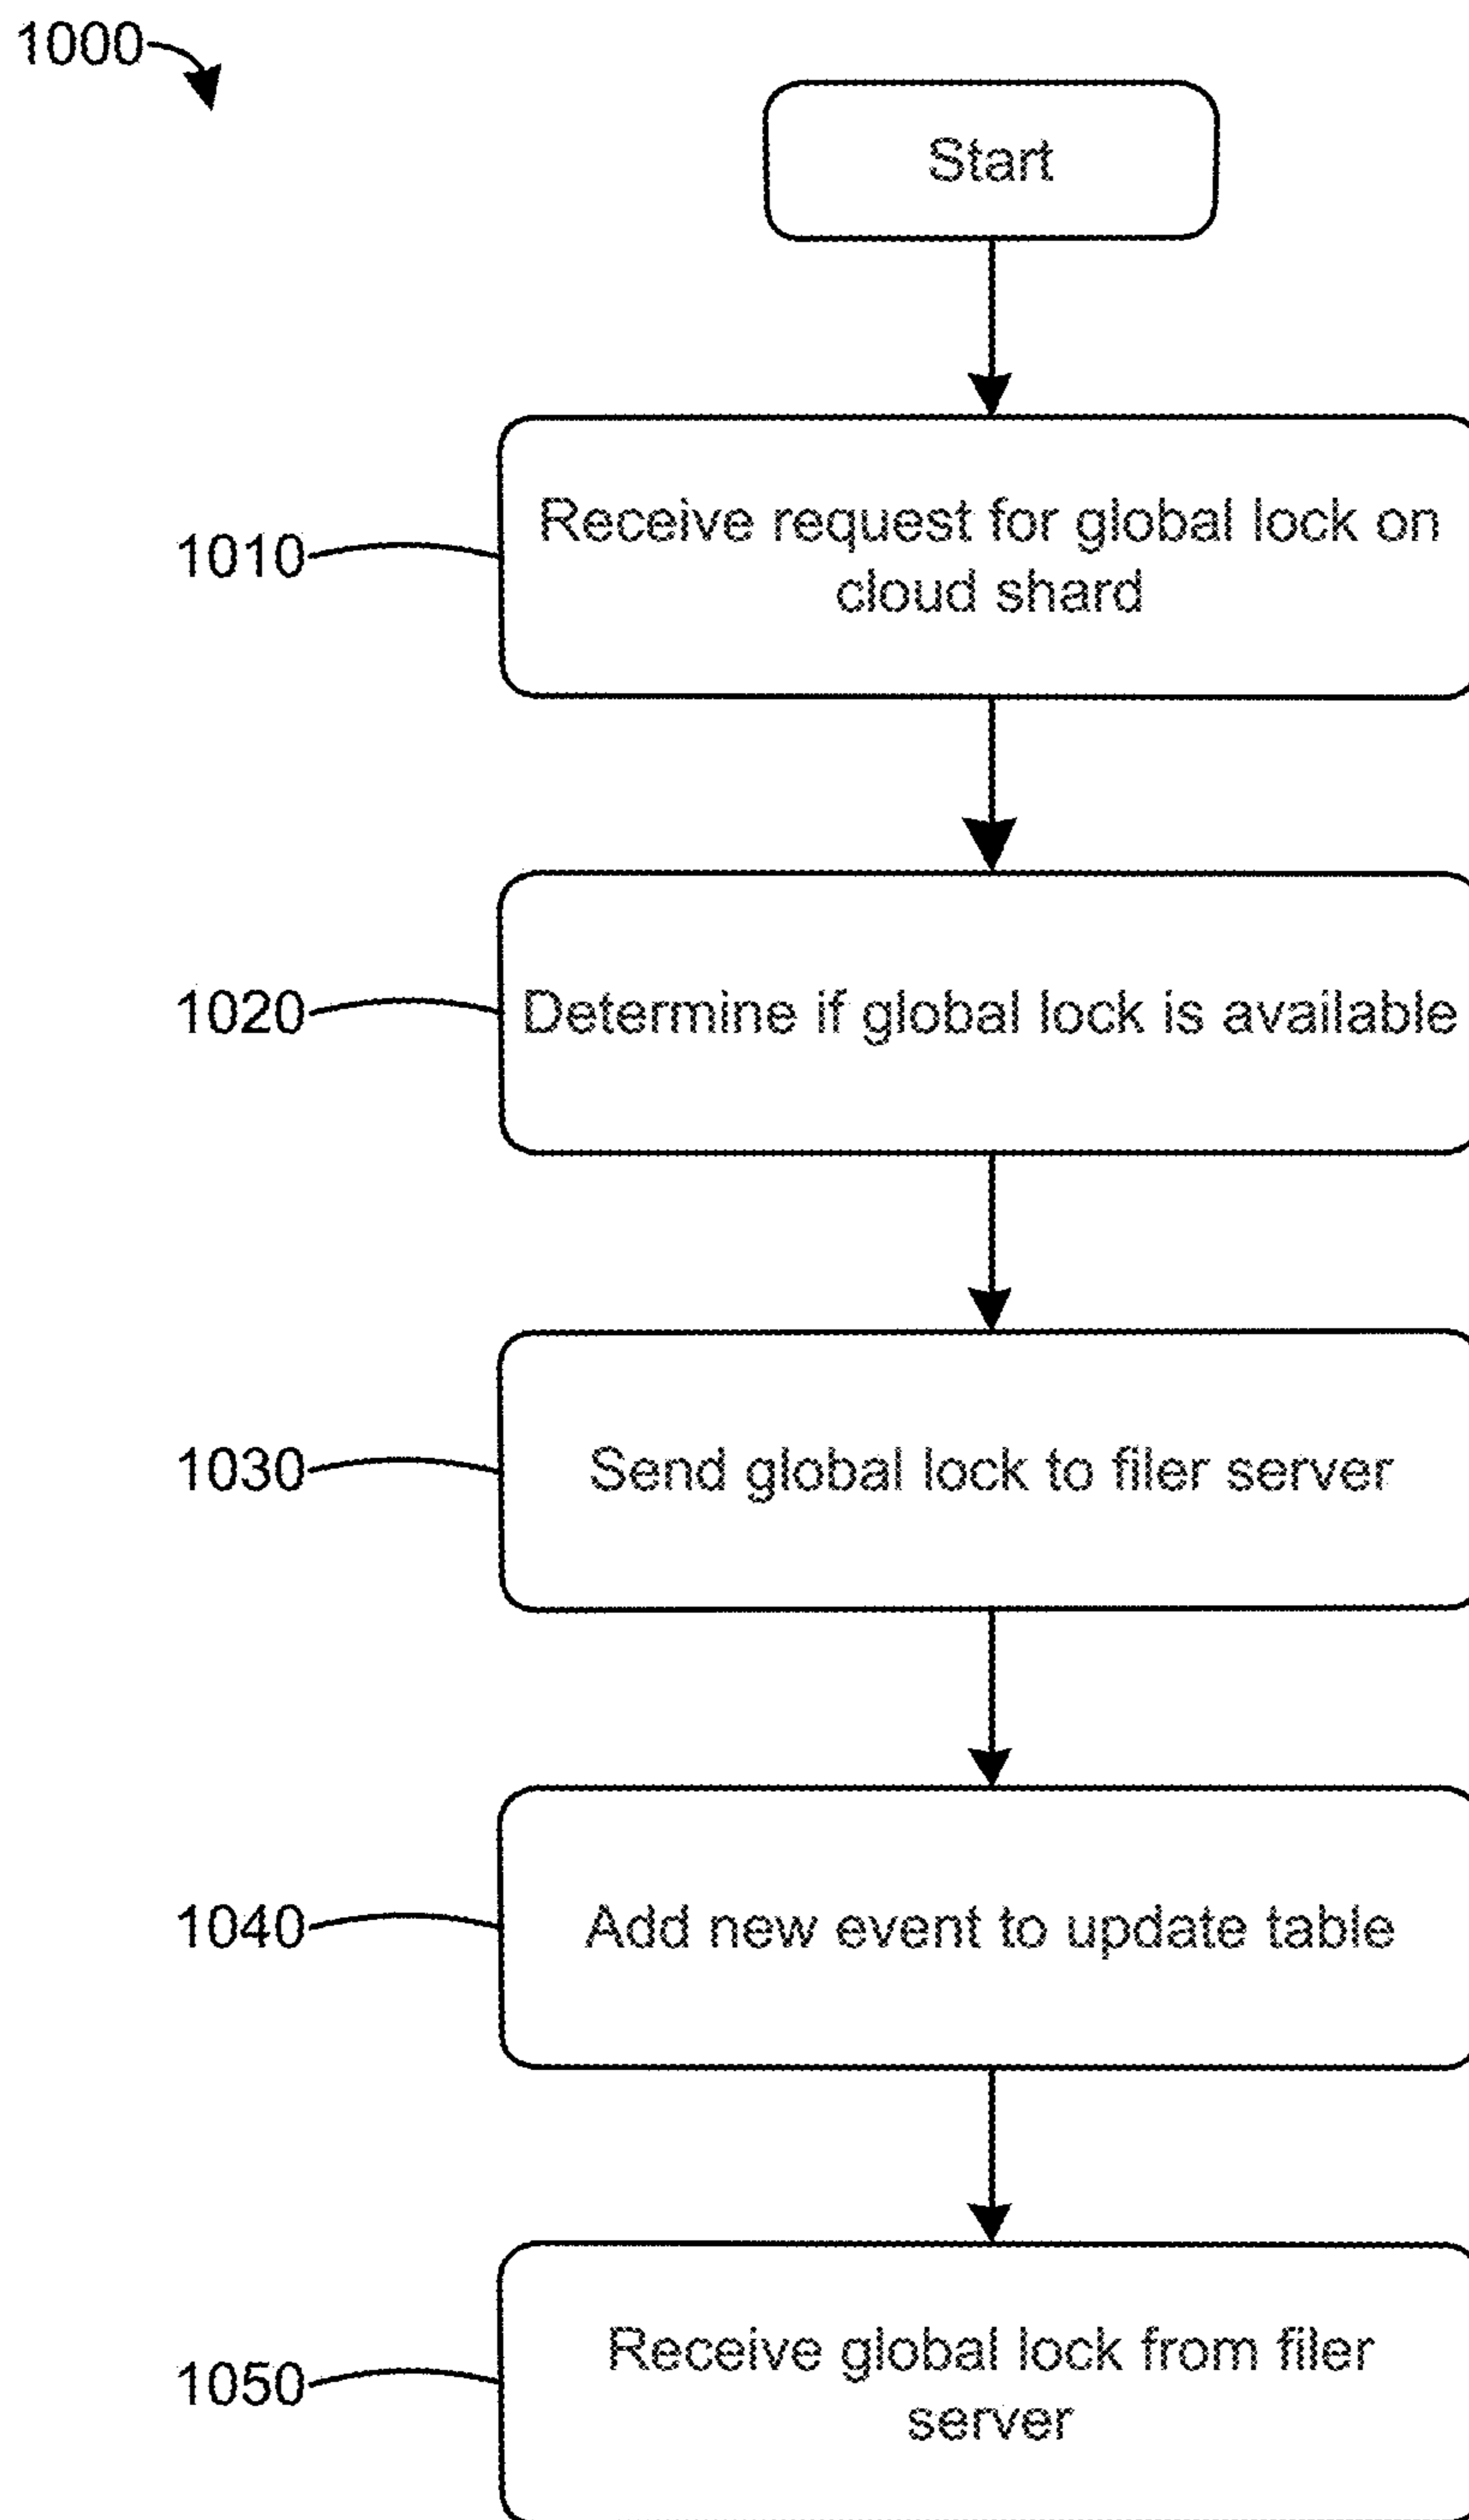 1000
Start
1010
Receive request for global lock on
cloud shard
1020
Determine if global lock is available
1030
Send global lock to filer server
1040
Add new event to update table
1050
Receive global lock from filer
server